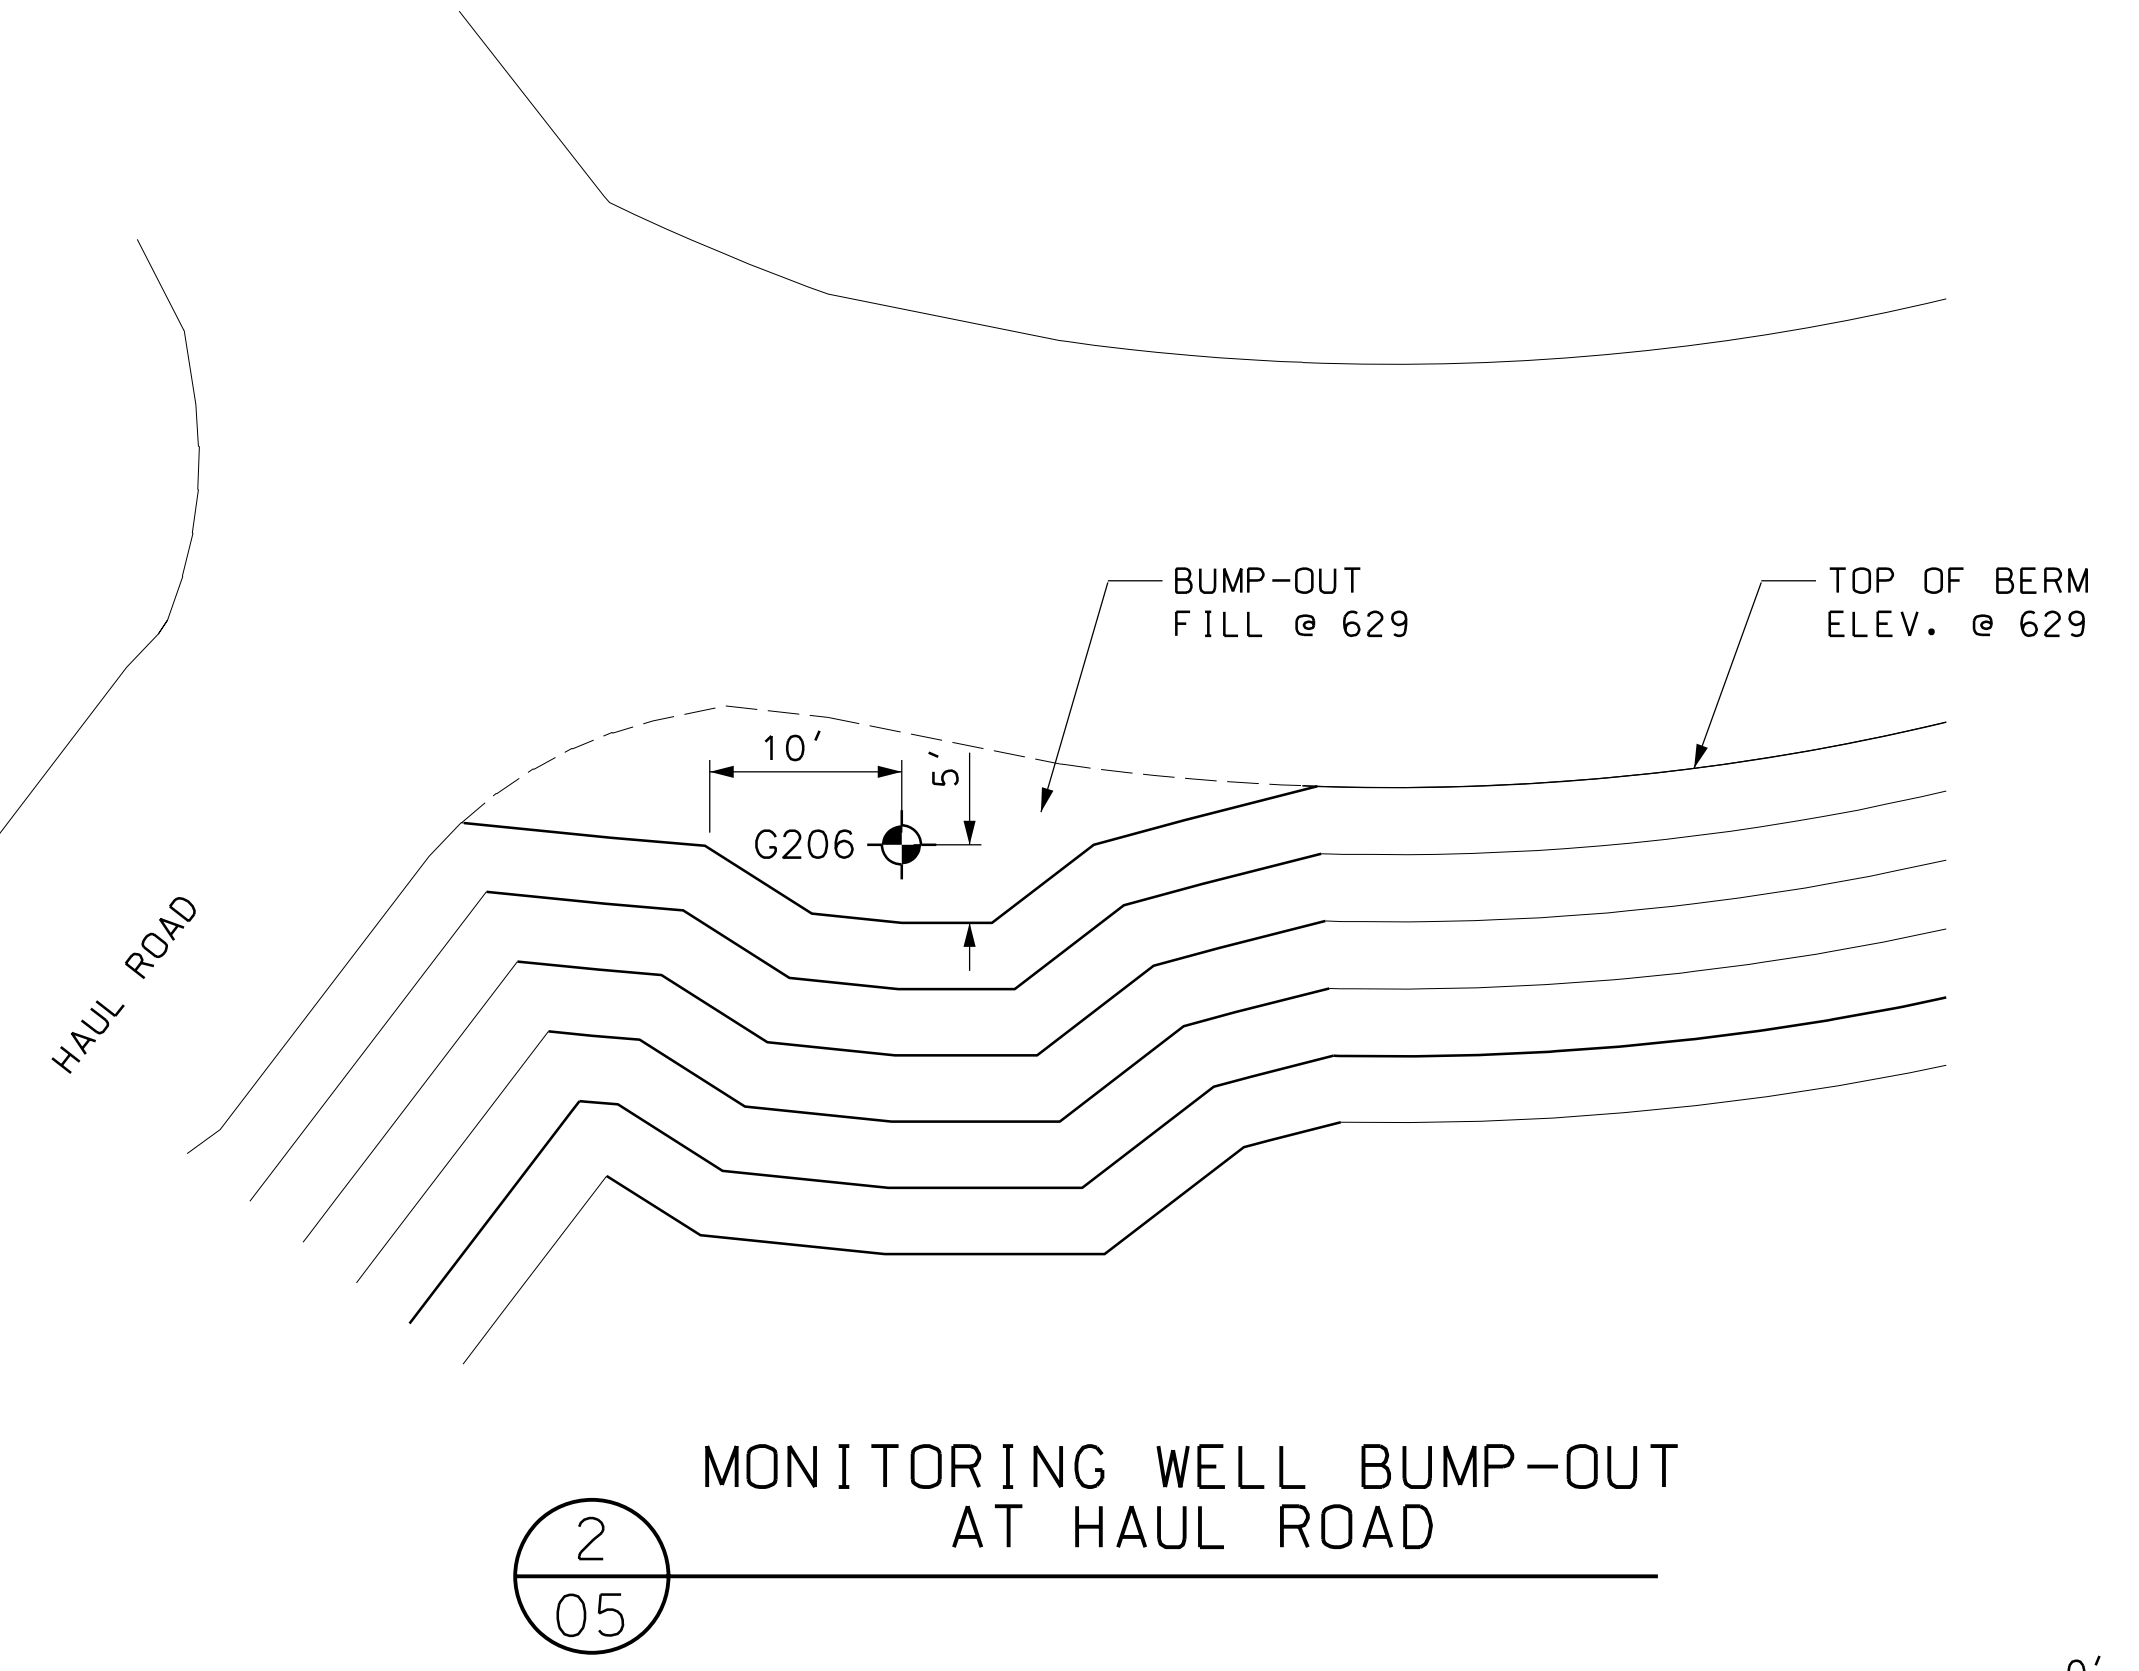 BUMP-OUT
FILL @ 629
TOP OF BERM
ELEV. @ 629
10'
5'
G206
HAUL ROAD
MONITORING WELL BUMP-OUT
AT HAUL ROAD
2
05